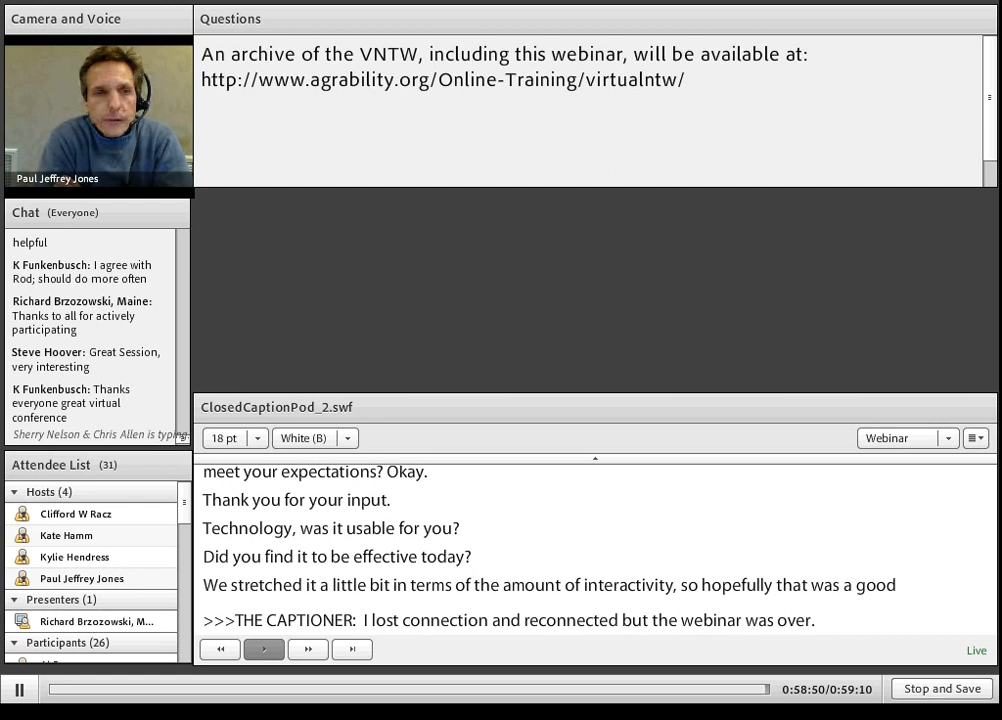 Camera and Voice
Questions
An archive of the VNTW, including this webinar, will be available at:
http://www.agrability.org/Online-Training/virtualntw/
Paul Jeffrey Jones
Chat (Everyone)
helpful
K Funkenbusch: I agree with
Rod; should do more often
Richard Brzozowski, Maine:
Thanks to all for actively
participating
Steve Hoover: Great Session,
very interesting
K Funkenbusch: Thanks
everyone great virtual
conference
Sherry Nelson & Chris Allen is typing
Attendee List (31)
Hosts (4)
Clifford W Racz
Kate Hamm
Kylie Hendress
Paul Jeffrey Jones
Presenters (1)
Richard Brzozowski, M...
Participants (26)
ClosedCaptionPod_2.swf
18 pt White (B) Webinar
meet your expectations? Okay.
Thank you for your input.
Technology, was it usable for you?
Did you find it to be effective today?
We stretched it a little bit in terms of the amount of interactivity, so hopefully that was a good
>>>THE CAPTIONER: I lost connection and reconnected but the webinar was over.
Live
0:58:50/0:59:10
Stop and Save